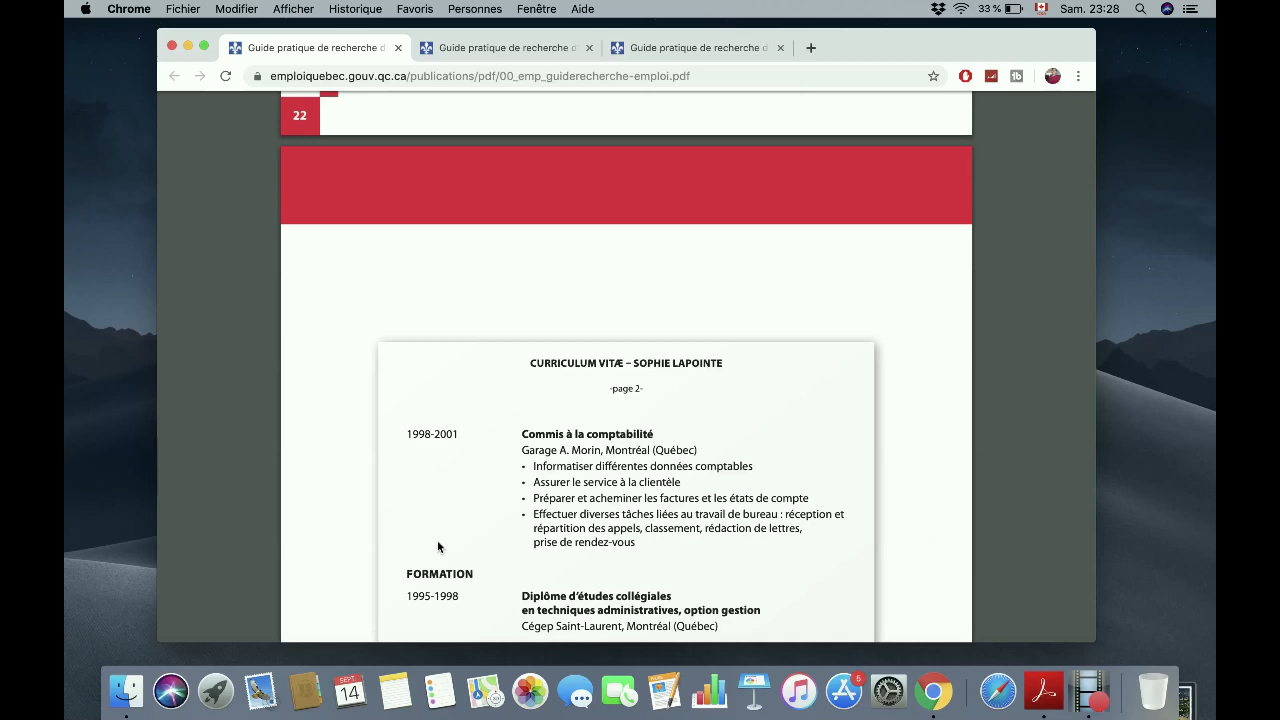 Chrome Fichier Modifier Afficher Historique Favoris Personnes Fenêtre Aide 33 % Sam. 23:28
Guide pratique de recherche d Guide pratique de recherche d Guide pratique de recherche d
emploiquebec.gouv.qc.ca/publications/pdf/00_emp_guiderecherche-emploi.pdf
22
CURRICULUM VITÆ – SOPHIE LAPOINTE
-page 2-
1998-2001 Commis à la comptabilité
Garage A. Morin, Montréal (Québec)
• Informatiser différentes données comptables
• Assurer le service à la clientèle
• Préparer et acheminer les factures et les états de compte
• Effectuer diverses tâches liées au travail de bureau : réception et
répartition des appels, classement, rédaction de lettres,
prise de rendez-vous
FORMATION
1995-1998 Diplôme d'études collégiales
en techniques administratives, option gestion
Cégep Saint-Laurent, Montréal (Québec)
SEPT.
14
6